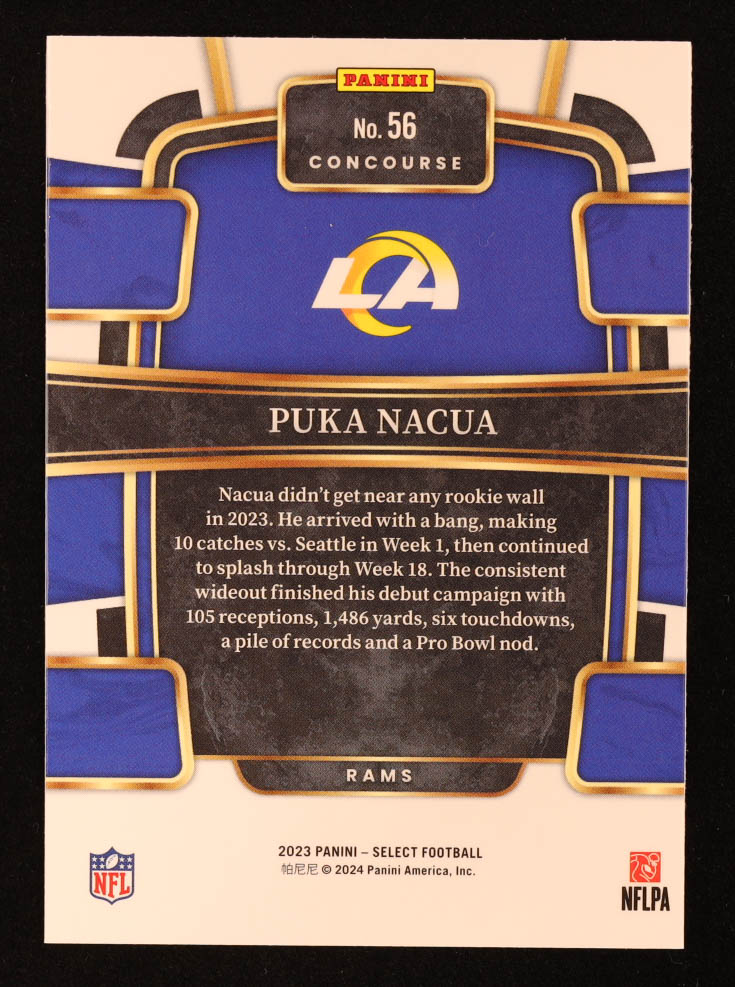 PANINI
No. 56
CONCOURSE
LA
PUKA NACUA
Nacua didn't get near any rookie wall
in 2023. He arrived with a bang, making
10 catches vs. Seattle in Week 1, then continued
to splash through Week 18. The consistent
wideout finished his debut campaign with
105 receptions, 1,486 yards, six touchdowns,
a pile of records and a Pro Bowl nod.
RAMS
2023 PANINI – SELECT FOOTBALL
帕尼尼 © 2024 Panini America, Inc.
NFL
NFLPA